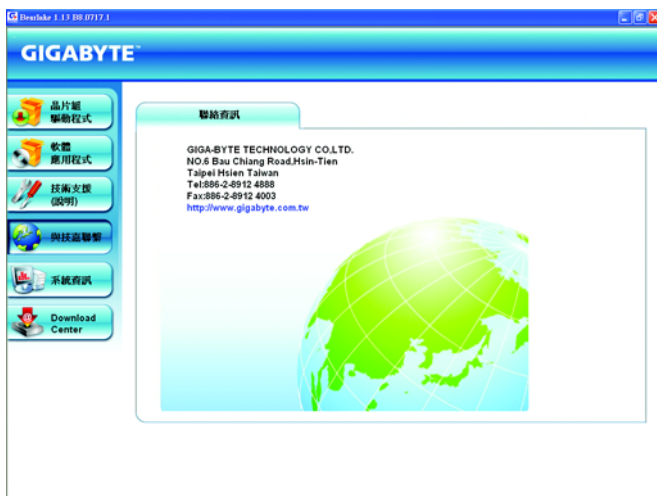 Bearlake 1.13 B8.0717.1
GIGABYTE™
晶片組
驅動程式
軟體
應用程式
技術支援
(說明)
與技嘉聯繫
系統資訊
Download
Center
聯絡資訊
GIGA-BYTE TECHNOLOGY CO,LTD.
NO.6 Bau Chiang Road,Hsin-Tien
Taipei Hsien Taiwan
Tel:886-2-8912 4888
Fax:886-2-8912 4003
http://www.gigabyte.com.tw